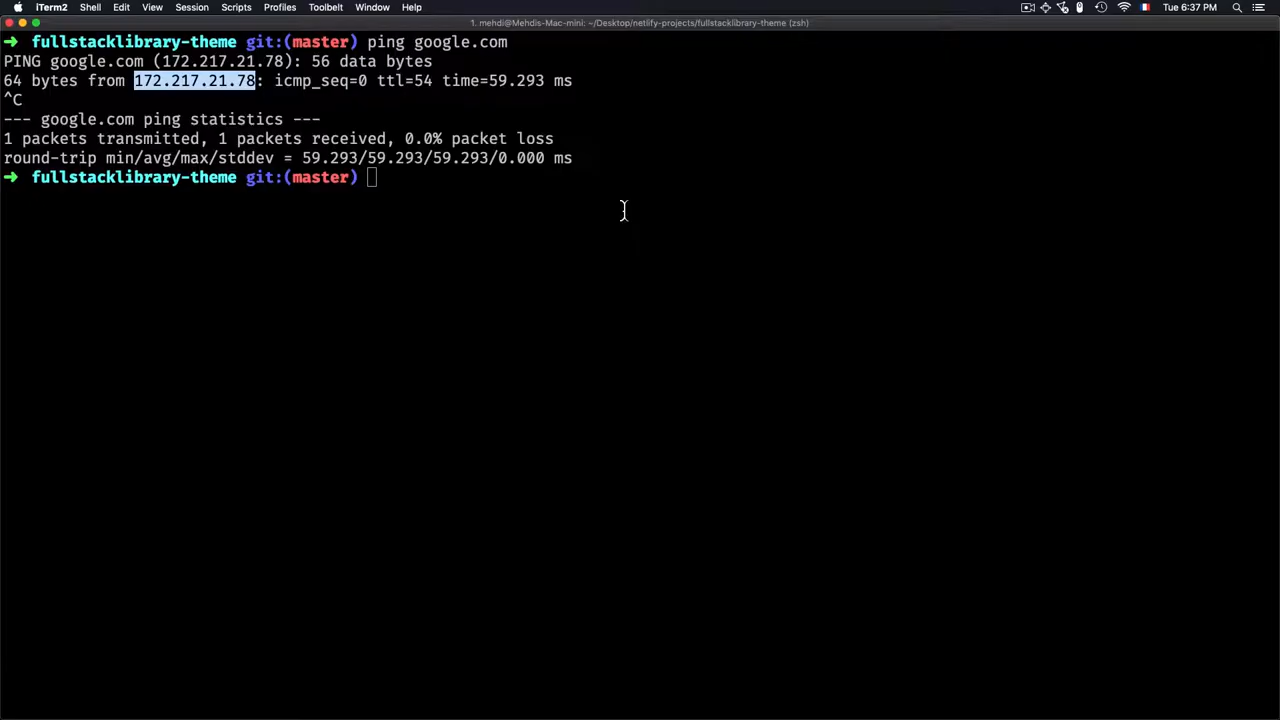 iTerm2 Shell Edit View Session Scripts Profiles Toolbelt Window Help Tue 6:37 PM
1. mehdi@Mehdis-Mac-mini: ~/Desktop/netlify-projects/fullstacklibrary-theme (zsh)
➜ fullstacklibrary-theme git:(master) ping google.com
PING google.com (172.217.21.78): 56 data bytes
64 bytes from 172.217.21.78: icmp_seq=0 ttl=54 time=59.293 ms
^C
--- google.com ping statistics ---
1 packets transmitted, 1 packets received, 0.0% packet loss
round-trip min/avg/max/stddev = 59.293/59.293/59.293/0.000 ms
➜ fullstacklibrary-theme git:(master)